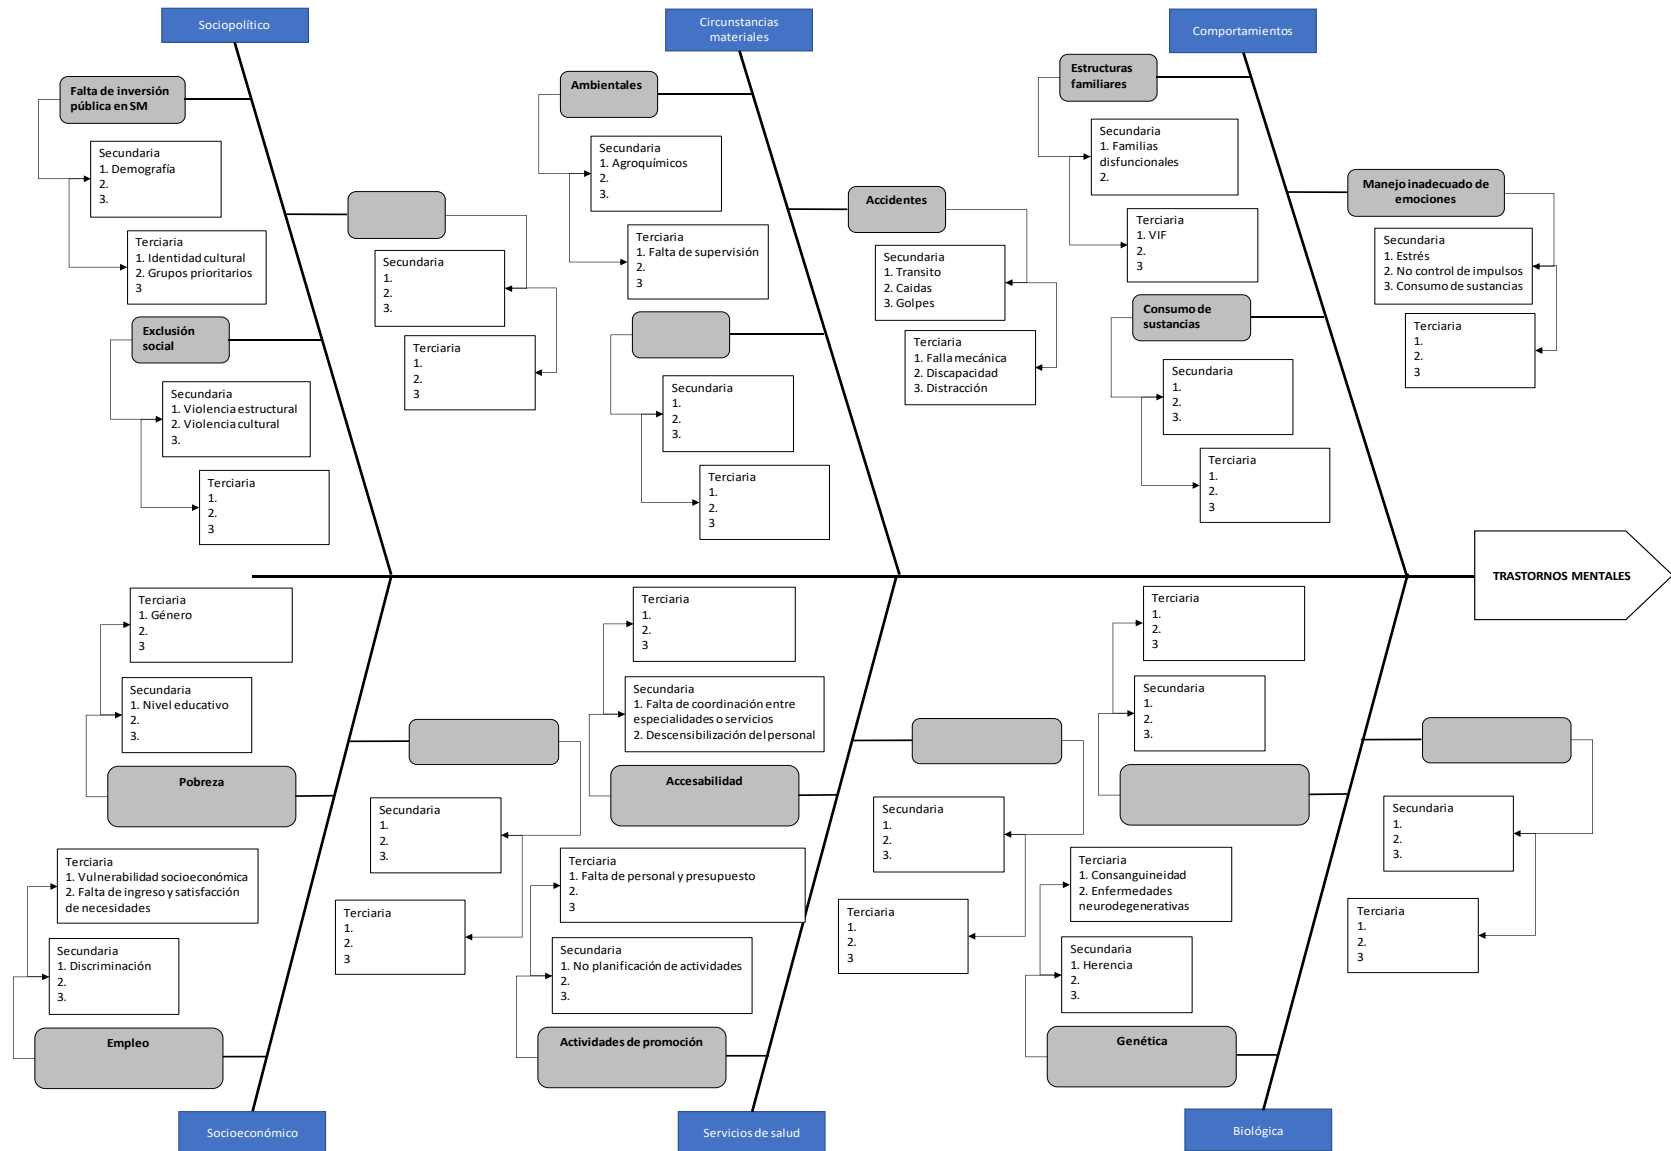 Sociopolítico
Circunstancias
materiales
Comportamientos
Falta de inversión
pública en SM
Secundaria
1. Demografía
2.
3.
Terciaria
1. Identidad cultural
2. Grupos prioritarios
3
Secundaria
1.
2.
3.
Terciaria
1.
2.
3
Exclusión
social
Secundaria
1. Violencia estructural
2. Violencia cultural
3.
Terciaria
1.
2.
3
Ambientales
Secundaria
1. Agroquímicos
2.
3.
Terciaria
1. Falta de supervisión
2.
3
Accidentes
Secundaria
1. Transito
2. Caidas
3. Golpes
Terciaria
1. Falla mecánica
2. Discapacidad
3. Distracción
Secundaria
1.
2.
3.
Terciaria
1.
2.
3
Estructuras
familiares
Secundaria
1. Familias
disfuncionales
2.
Terciaria
1. VIF
2.
3
Manejo inadecuado de
emociones
Secundaria
1. Estrés
2. No control de impulsos
3. Consumo de sustancias
Terciaria
1.
2.
3
Consumo de
sustancias
Secundaria
1.
2.
3.
Terciaria
1.
2.
3
TRASTORNOS MENTALES
Terciaria
1. Género
2.
3
Secundaria
1. Nivel educativo
2.
3.
Pobreza
Secundaria
1.
2.
3.
Terciaria
1.
2.
3
Terciaria
1. Vulnerabilidad socioeconómica
2. Falta de ingreso y satisfacción
de necesidades
Secundaria
1. Discriminación
2.
3.
Empleo
Terciaria
1.
2.
3
Secundaria
1. Falta de coordinación entre
especialidades o servicios
2. Descensibilización del personal
Accesabilidad
Secundaria
1.
2.
3.
Terciaria
1.
2.
3
Terciaria
1. Falta de personal y presupuesto
2.
3
Secundaria
1. No planificación de actividades
2.
3.
Actividades de promoción
Terciaria
1.
2.
3
Secundaria
1.
2.
3.
Secundaria
1.
2.
3.
Terciaria
1.
2.
3
Terciaria
1. Consanguineidad
2. Enfermedades
neurodegenerativas
Secundaria
1. Herencia
2.
3.
Genética
Socioeconómico
Servicios de salud
Biológica